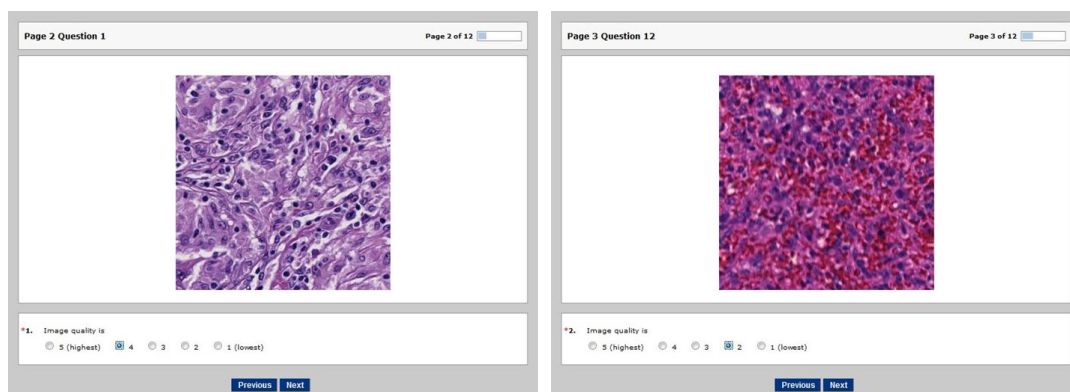 Page 2 Question 1
Page 2 of 12
*1. Image quality is
5 (highest) 4 3 2 1 (lowest)
Previous Next
Page 3 Question 12
Page 3 of 12
*2. Image quality is
5 (highest) 4 3 2 1 (lowest)
Previous Next